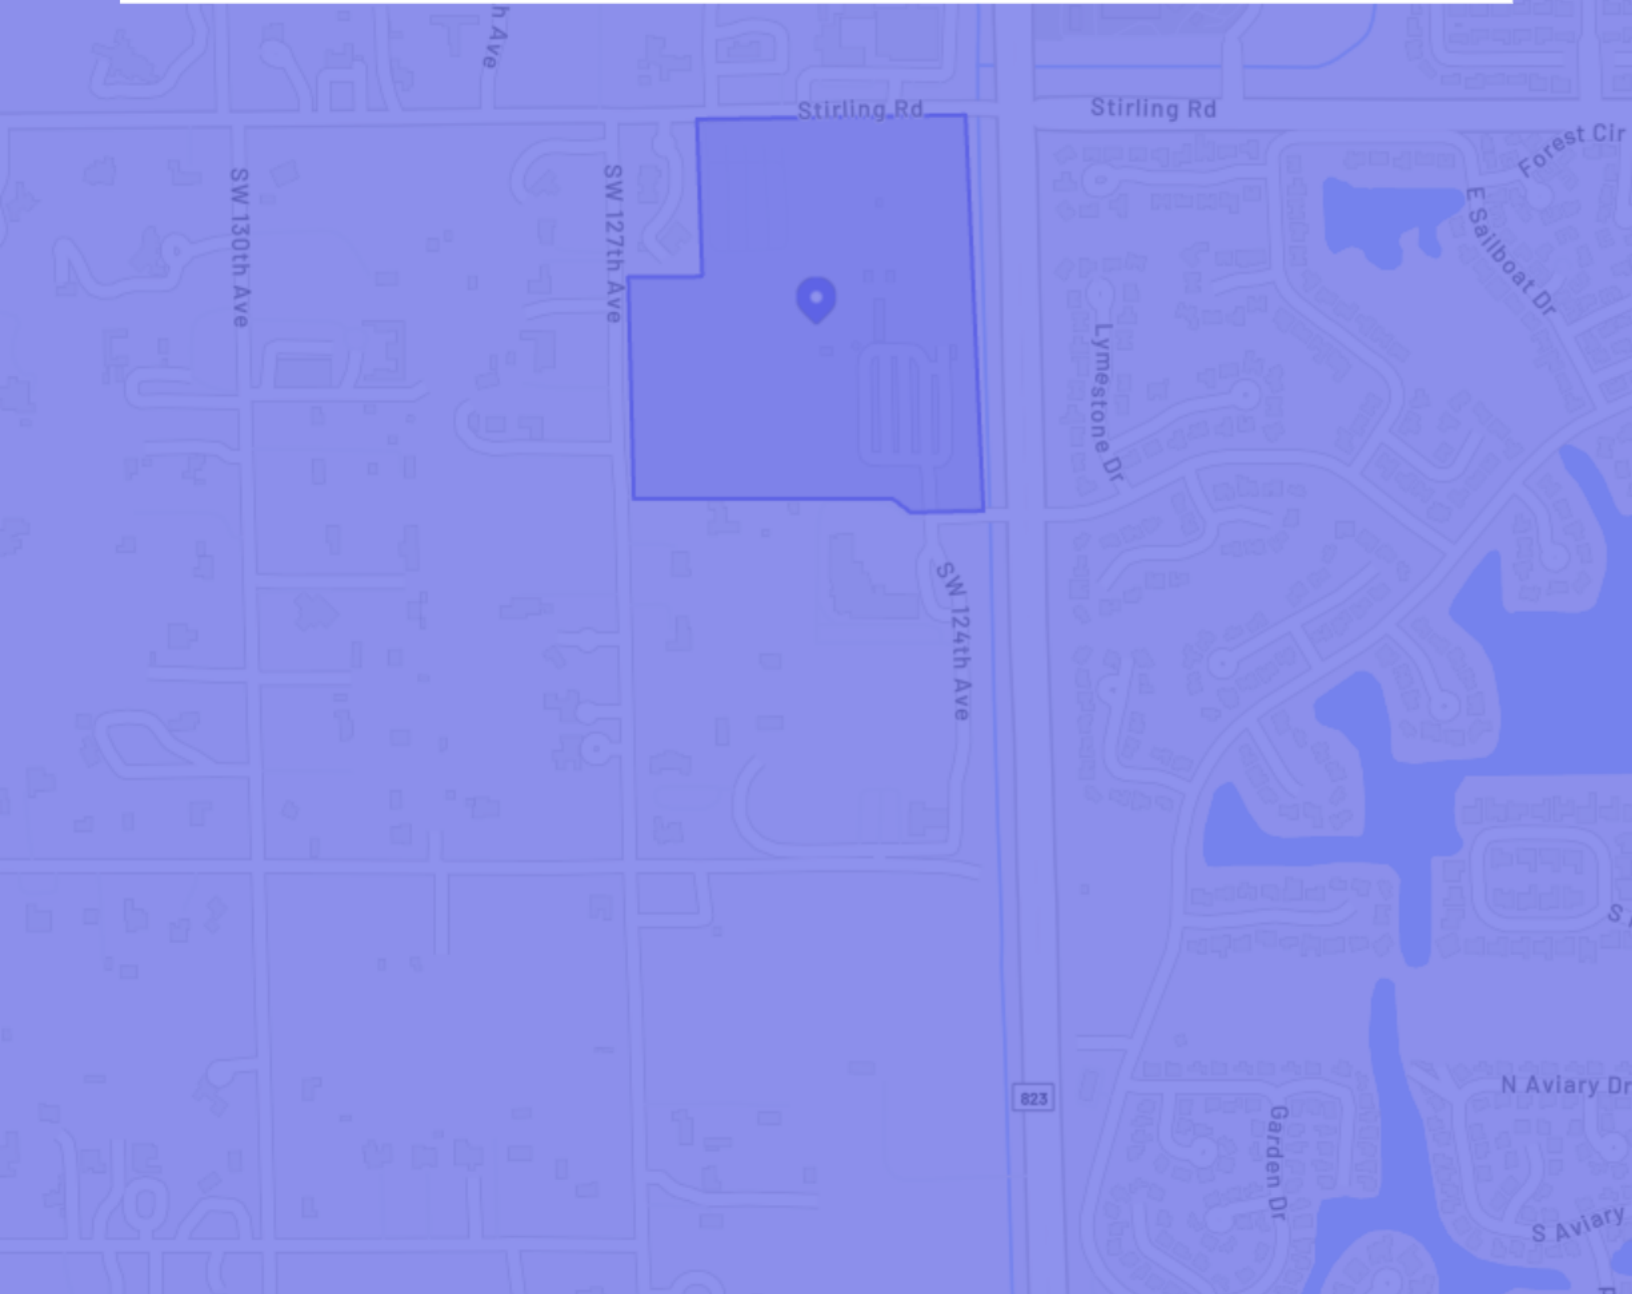 h Ave
Stirling Rd
Stirling Rd
Forest Cir
SW 130th Ave
SW 127th Ave
E Sailboat Dr
Lymestone Dr
SW 124th Ave
S
823
N Aviary Dr
Garden Dr
S Aviary